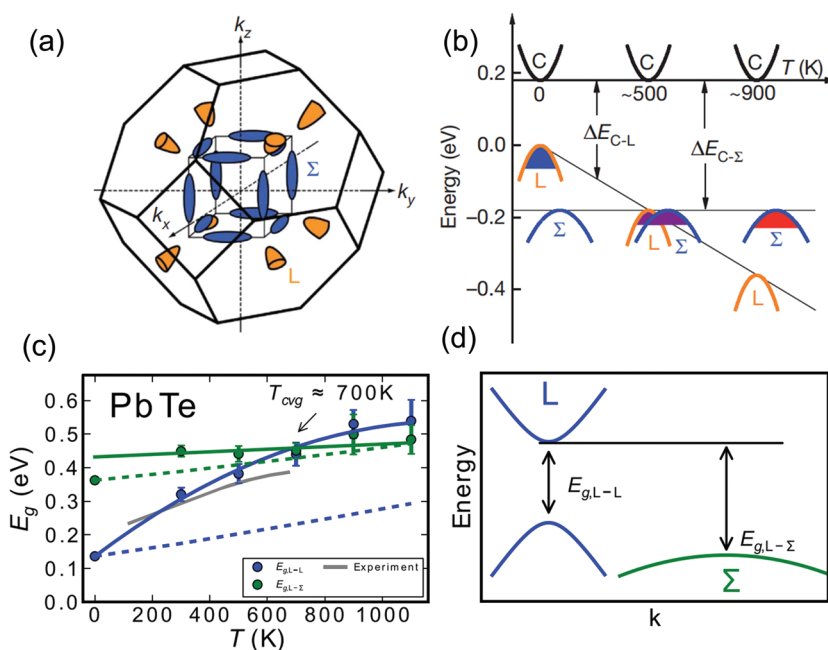 (a)
k_z
Σ
k_y
k_x
L
(b)
C C C T (K)
0.2
0 ~500 ~900
ΔE_C-L
ΔE_C-Σ
Energy (eV)
0.0
L
−0.2
Σ L Σ Σ
−0.4
L
(c)
PbTe
T_cvg ≈ 700K
0.6
0.5
0.4
0.3
0.2
0.1
0.0
E_g (eV)
E_g,L−L Experiment
E_g,L−Σ
0 200 400 600 800 1000
T (K)
(d)
L
Energy
E_g,L−L
E_g,L−Σ
Σ
k